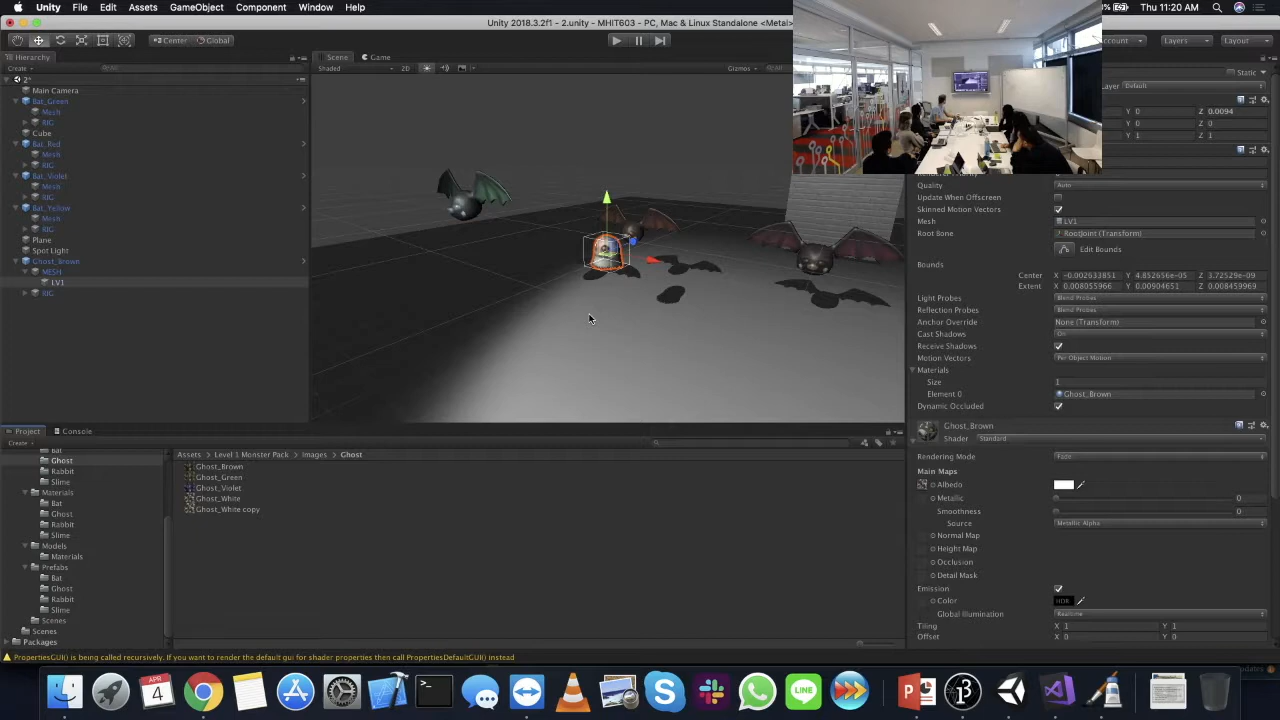 Unity File Edit Assets GameObject Component Window Help Thu 11:20 AM
Unity 2018.3.2f1 - 2.unity - MHIT603 - PC, Mac & Linux Standalone <Metal>
Center Global Account Layers Layout
Hierarchy
Scene Game
Static
Create All
Shaded 2D Gizmos All
Layer Default
2*
Main Camera
Bat_Green
Mesh
RIG
Cube
Bat_Red
Mesh
RIG
Bat_Violet
Mesh
RIG
Bat_Yellow
Mesh
RIG
Plane
Spot Light
Ghost_Brown
MESH
LV1
RIG
Y 0 Z 0.0094
Y 0 Z 0
Y 1 Z 1
Quality Auto
Update When Offscreen
Skinned Motion Vectors
Mesh LV1
Root Bone RootJoint (Transform)
Edit Bounds
Bounds
Center X -0.002633851 Y 4.852656e-05 Z 3.72529e-09
Extent X 0.008055966 Y 0.00904651 Z 0.008459969
Light Probes Blend Probes
Reflection Probes Blend Probes
Anchor Override None (Transform)
Cast Shadows On
Receive Shadows
Motion Vectors Per Object Motion
Materials
Size 1
Element 0 Ghost_Brown
Dynamic Occluded
Ghost_Brown
Shader Standard
Rendering Mode Fade
Main Maps
Albedo
Metallic 0
Smoothness 0
Source Metallic Alpha
Normal Map
Height Map
Occlusion
Detail Mask
Emission
Color HDR
Global Illumination Realtime
Tiling X 1 Y 1
Offset X 0 Y 0
Project Console
Create
Bat
Ghost
Rabbit
Slime
Materials
Bat
Ghost
Rabbit
Slime
Models
Materials
Prefabs
Bat
Ghost
Rabbit
Slime
Scenes
Scenes
Packages
Assets Level 1 Monster Pack Images Ghost
Ghost_Brown
Ghost_Green
Ghost_Violet
Ghost_White
Ghost_White copy
PropertiesGUI() is being called recursively. If you want to render the default gui for shader properties then call PropertiesDefaultGUI() instead
APR
4
LINE